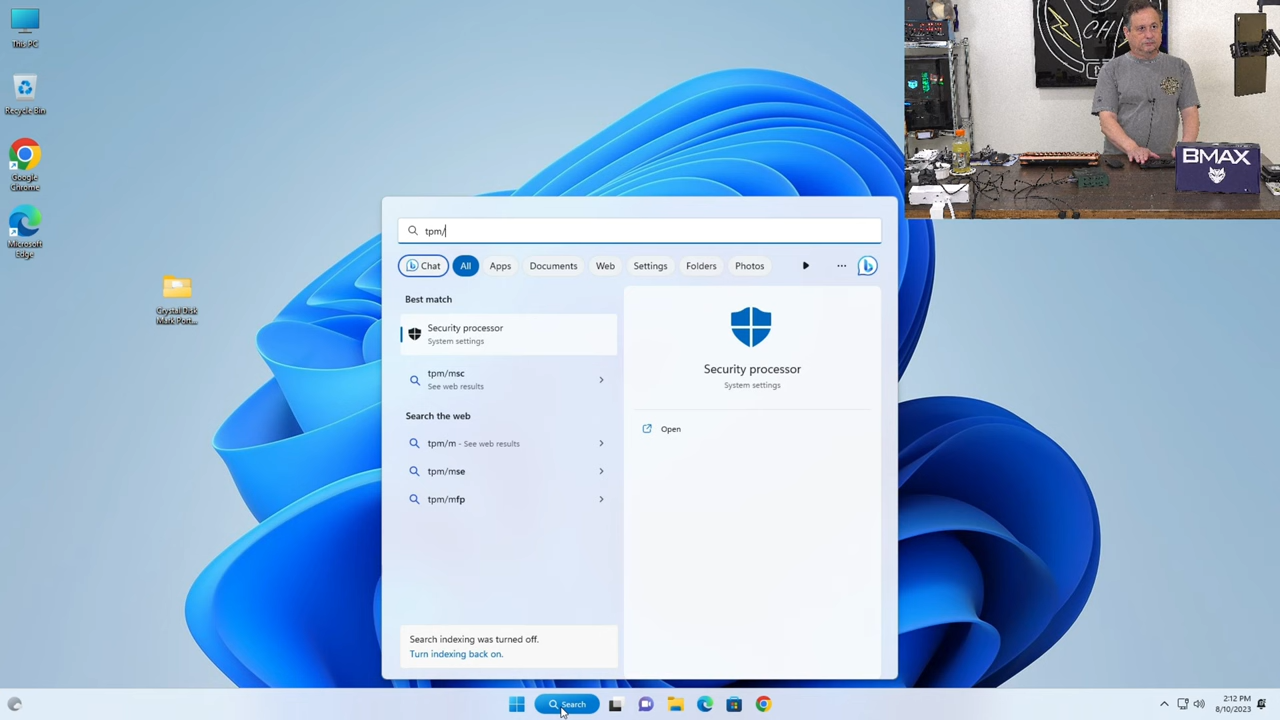 This PC
Recycle Bin
Google
Chrome
Microsoft
Edge
Crystal Disk
Mark Port...
tpm/
Chat
All
Apps
Documents
Web
Settings
Folders
Photos
Best match
Security processor
System settings
tpm/msc
See web results
Search the web
tpm/m - See web results
tpm/mse
tpm/mfp
Search indexing was turned off.
Turn indexing back on.
Security processor
System settings
Open
CH
BMAX
Search
2:12 PM
8/10/2023